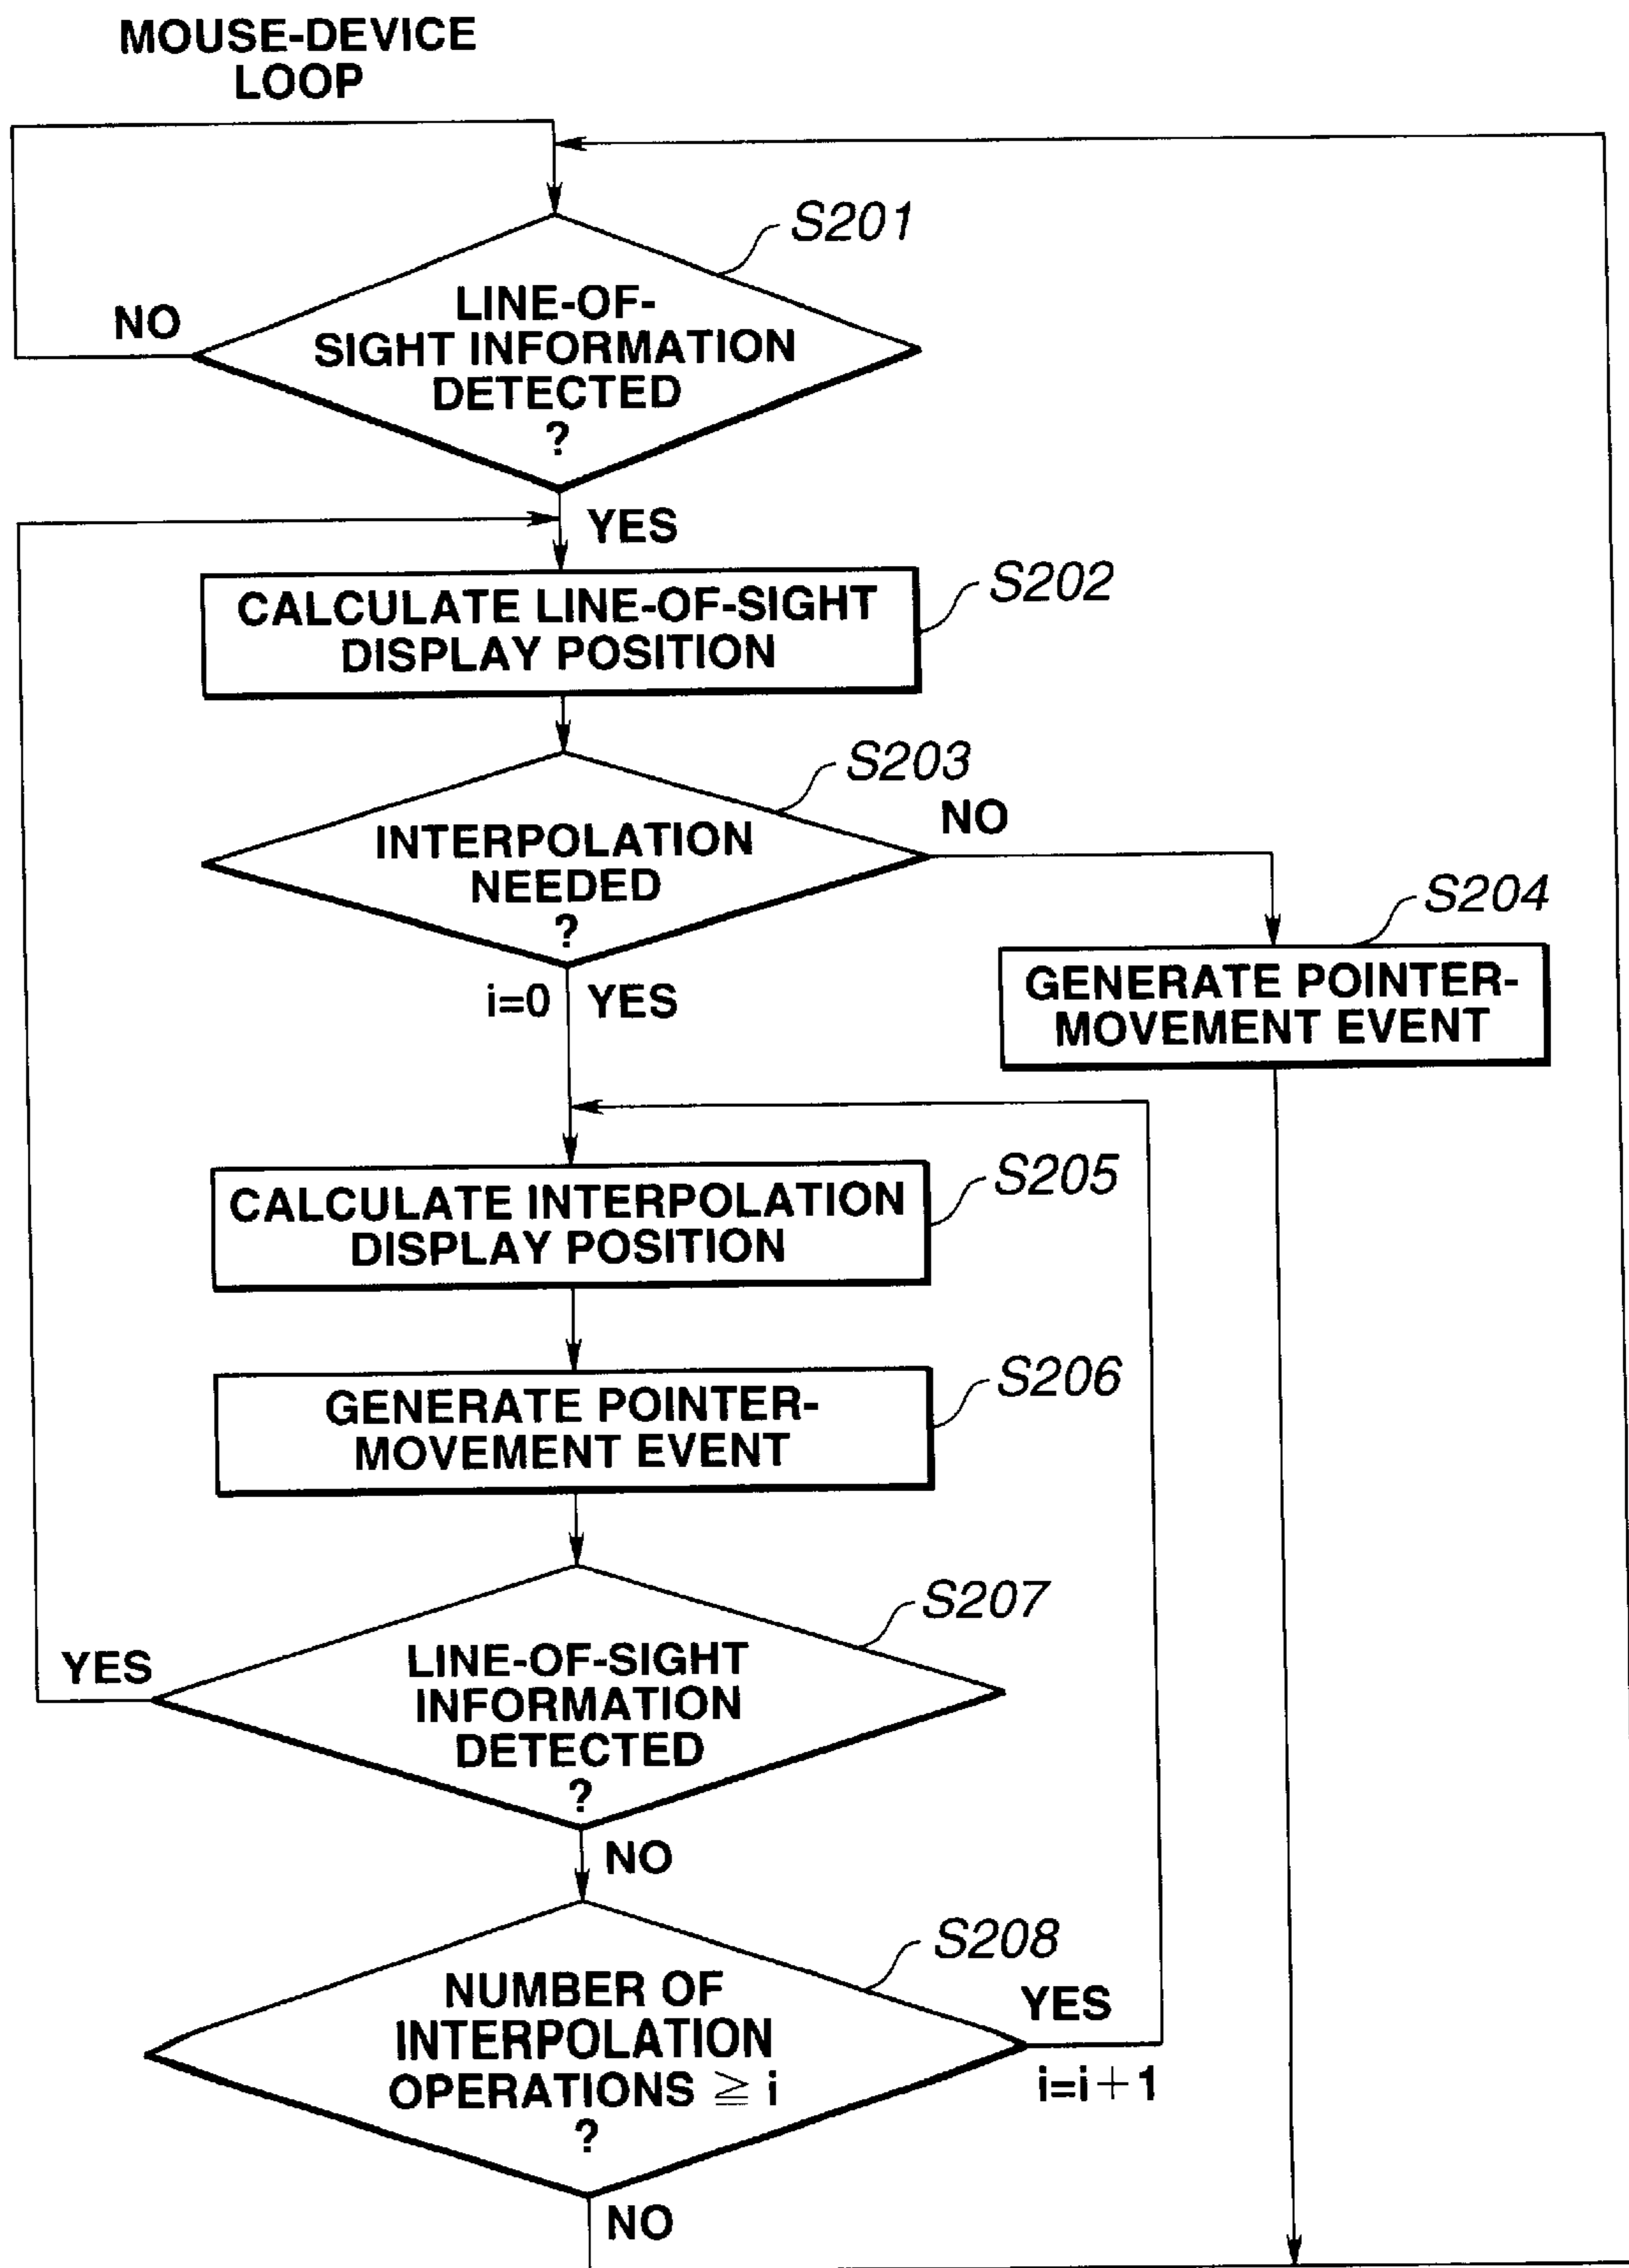 MOUSE-DEVICE
LOOP
S201
LINE-OF-
SIGHT INFORMATION
DETECTED
?
NO
YES
S202
CALCULATE LINE-OF-SIGHT
DISPLAY POSITION
S203
INTERPOLATION
NEEDED
?
NO
i=0 YES
S204
GENERATE POINTER-
MOVEMENT EVENT
S205
CALCULATE INTERPOLATION
DISPLAY POSITION
S206
GENERATE POINTER-
MOVEMENT EVENT
S207
LINE-OF-SIGHT
INFORMATION
DETECTED
?
YES
NO
S208
NUMBER OF
INTERPOLATION
OPERATIONS ≧ i
?
YES
i=i+1
NO